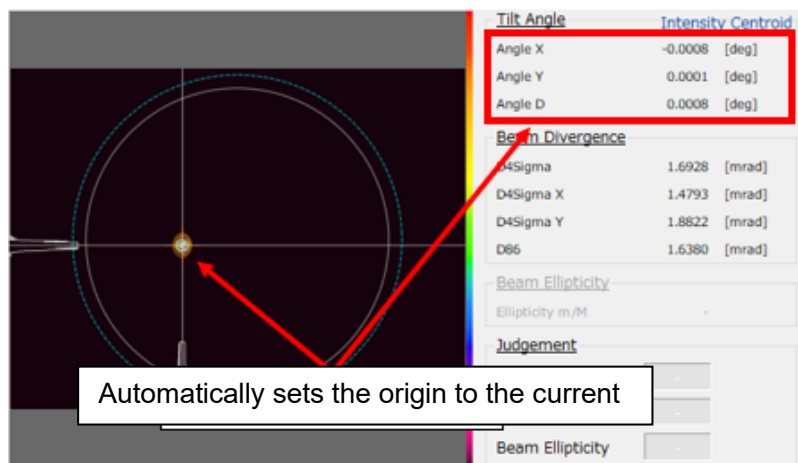 Tilt Angle Intensity Centroid
Angle X -0.0008 [deg]
Angle Y 0.0001 [deg]
Angle D 0.0008 [deg]
Beam Divergence
D4Sigma 1.6928 [mrad]
D4Sigma X 1.4793 [mrad]
D4Sigma Y 1.8822 [mrad]
D86 1.6380 [mrad]
Beam Ellipticity
Ellipticity m/M -
Judgement
-
Automatically sets the origin to the current
-
Beam Ellipticity -